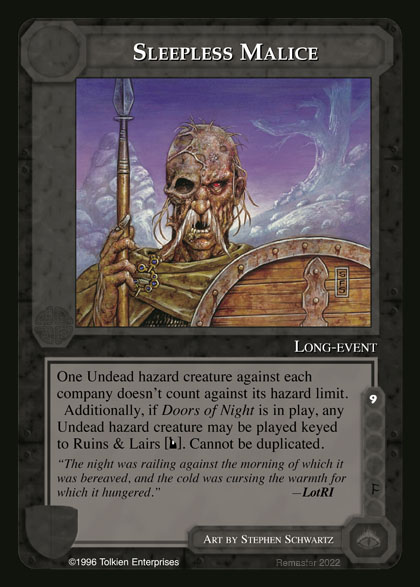 Sleepless Malice
Long-event
One Undead hazard creature against each
company doesn't count against its hazard limit.
Additionally, if Doors of Night is in play, any
Undead hazard creature may be played keyed
to Ruins & Lairs [ ]. Cannot be duplicated.
9
“The night was railing against the morning of which it
was bereaved, and the cold was cursing the warmth for
which it hungered.” –LotRI
Art by Stephen Schwartz
©1996 Tolkien Enterprises
Remaster 2022